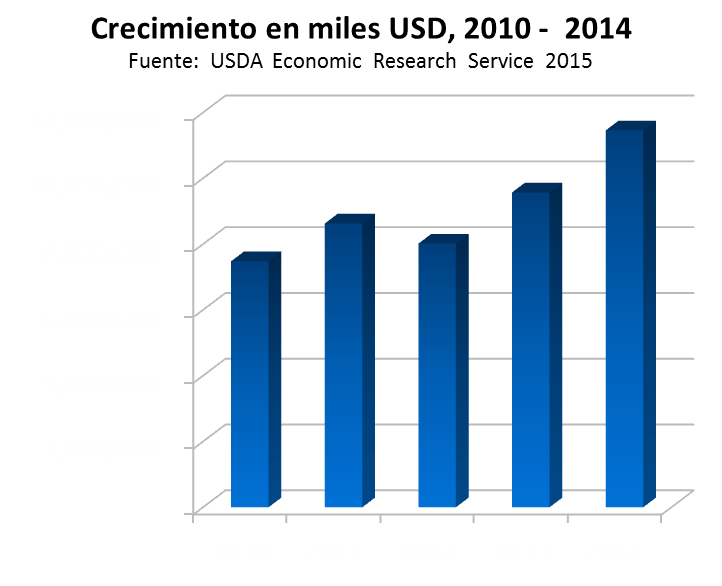 Crecimiento en miles USD, 2010 - 2014
Fuente: USDA Economic Research Service 2015